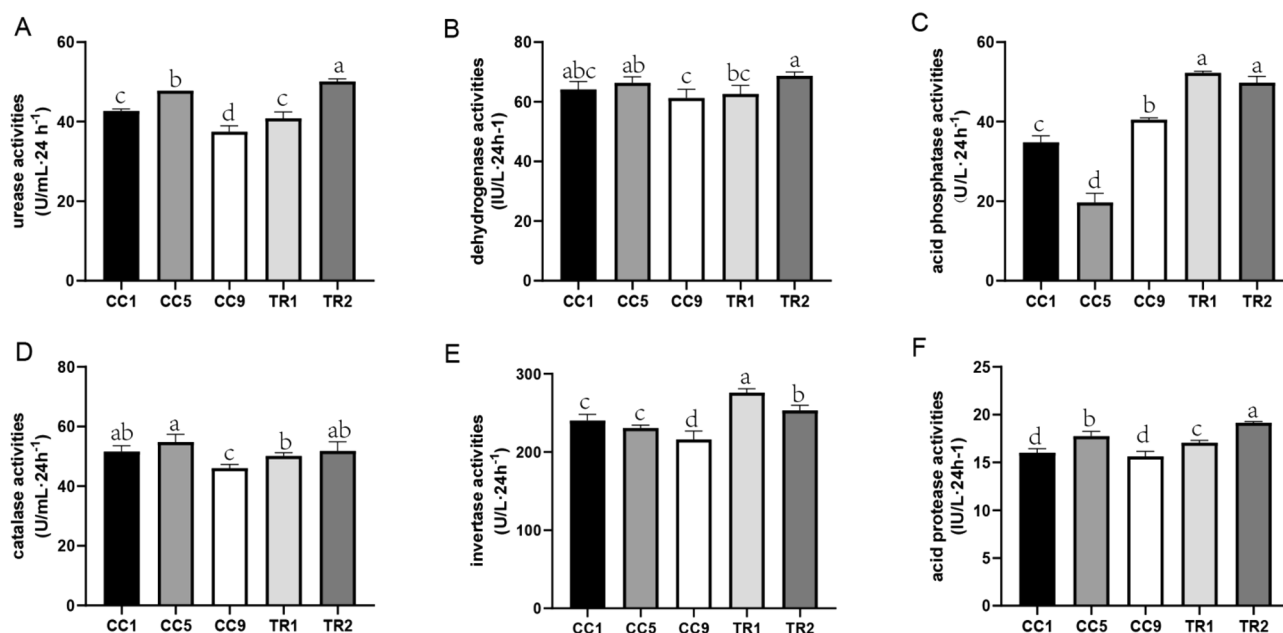 A
urease activities
(U/mL·24 h⁻¹)
60
40
20
0
c
b
d
c
a
CC1 CC5 CC9 TR1 TR2
B
dehydrogenase activities
(IU/L·24h-1)
80
60
40
20
0
abc
ab
c
bc
a
CC1 CC5 CC9 TR1 TR2
C
acid phosphatase activities
(U/L·24h⁻¹)
60
40
20
0
c
d
b
a
a
CC1 CC5 CC9 TR1 TR2
D
catalase activities
(U/mL·24h⁻¹)
80
60
40
20
0
ab
a
c
b
ab
CC1 CC5 CC9 TR1 TR2
E
invertase activities
(U/L·24h⁻¹)
300
200
100
0
c
c
d
a
b
CC1 CC5 CC9 TR1 TR2
F
acid protease activities
(IU/L·24h-1)
25
20
15
10
5
0
d
b
d
c
a
CC1 CC5 CC9 TR1 TR2